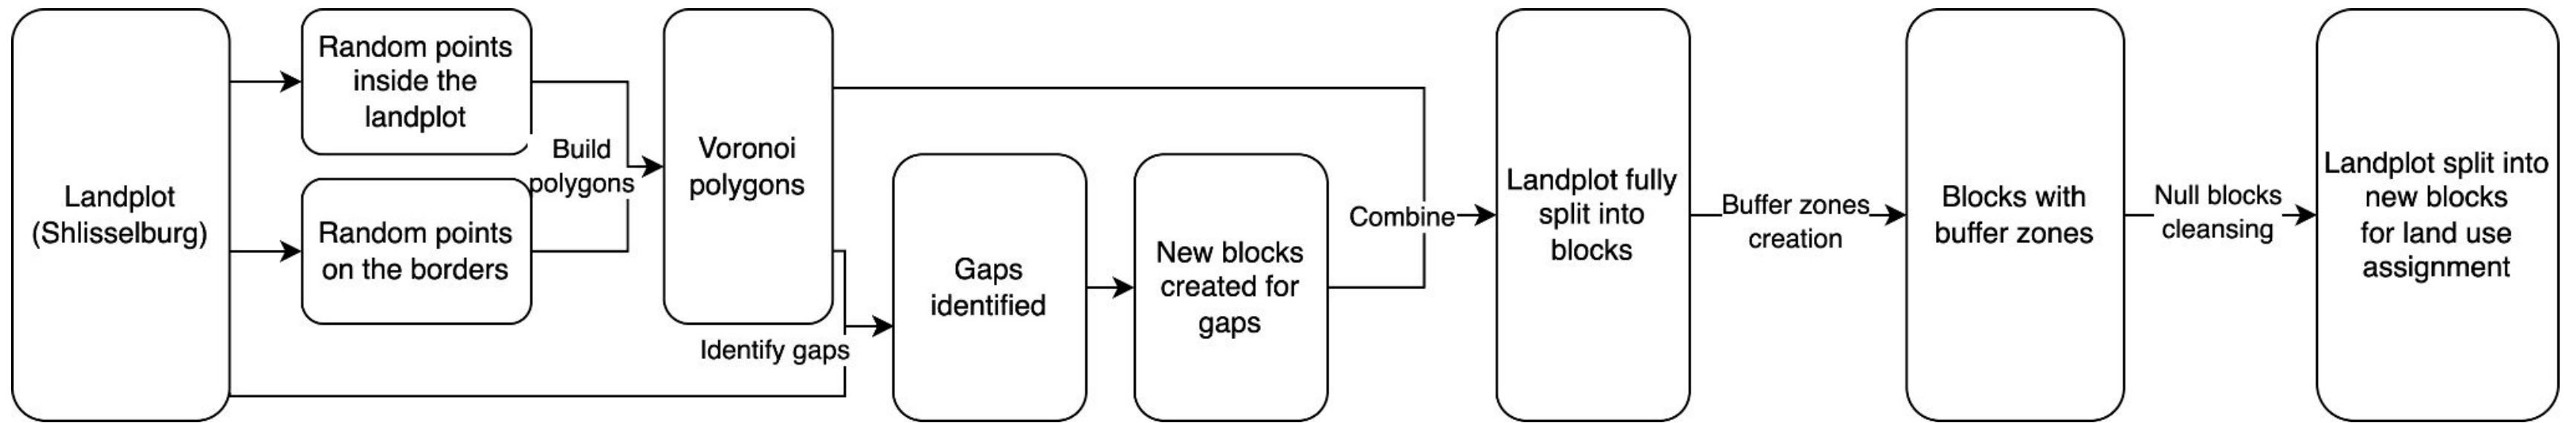 Landplot
(Shlisselburg)
Random points
inside the
landplot
Random points
on the borders
Build
polygons
Voronoi
polygons
Identify gaps
Gaps
identified
New blocks
created for
gaps
Combine
Landplot fully
split into
blocks
Buffer zones
creation
Blocks with
buffer zones
Null blocks
cleansing
Landplot split into
new blocks
for land use
assignment